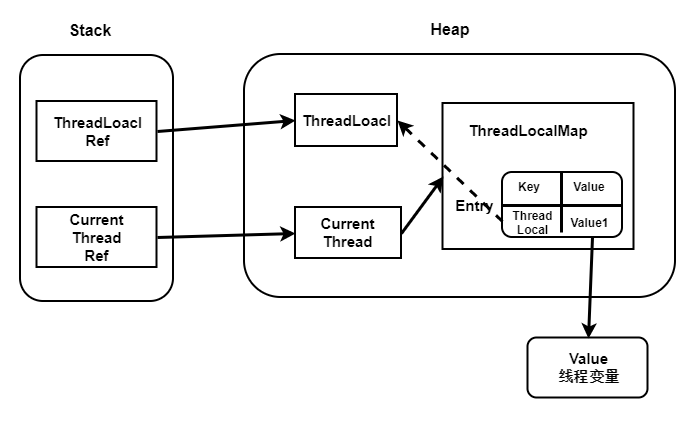 Stack
Heap
ThreadLoacl
Ref
ThreadLoacl
ThreadLocalMap
Key
Value
Entry
Thread
Local
Value1
Current
Thread
Ref
Current
Thread
Value
线程变量